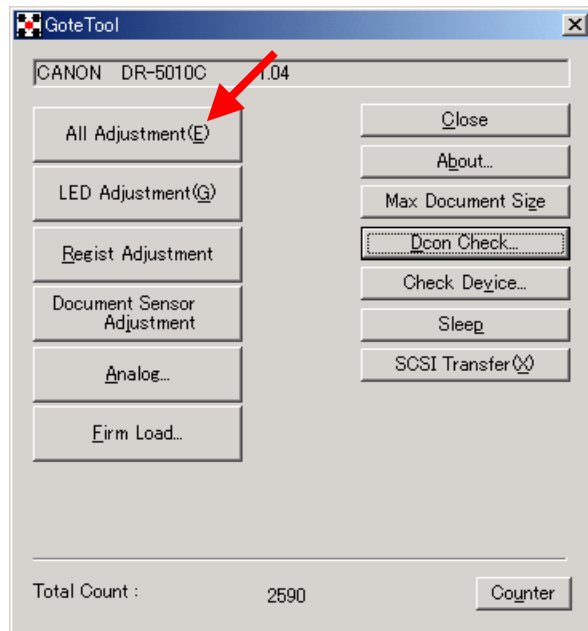 GoteTool
CANON DR-5010C 1.04
All Adjustment(E)
LED Adjustment(G)
Regist Adjustment
Document Sensor
Adjustment
Analog...
Firm Load...
Close
About...
Max Document Size
Dcon Check...
Check Device...
Sleep
SCSI Transfer(X)
Total Count : 2590
Counter